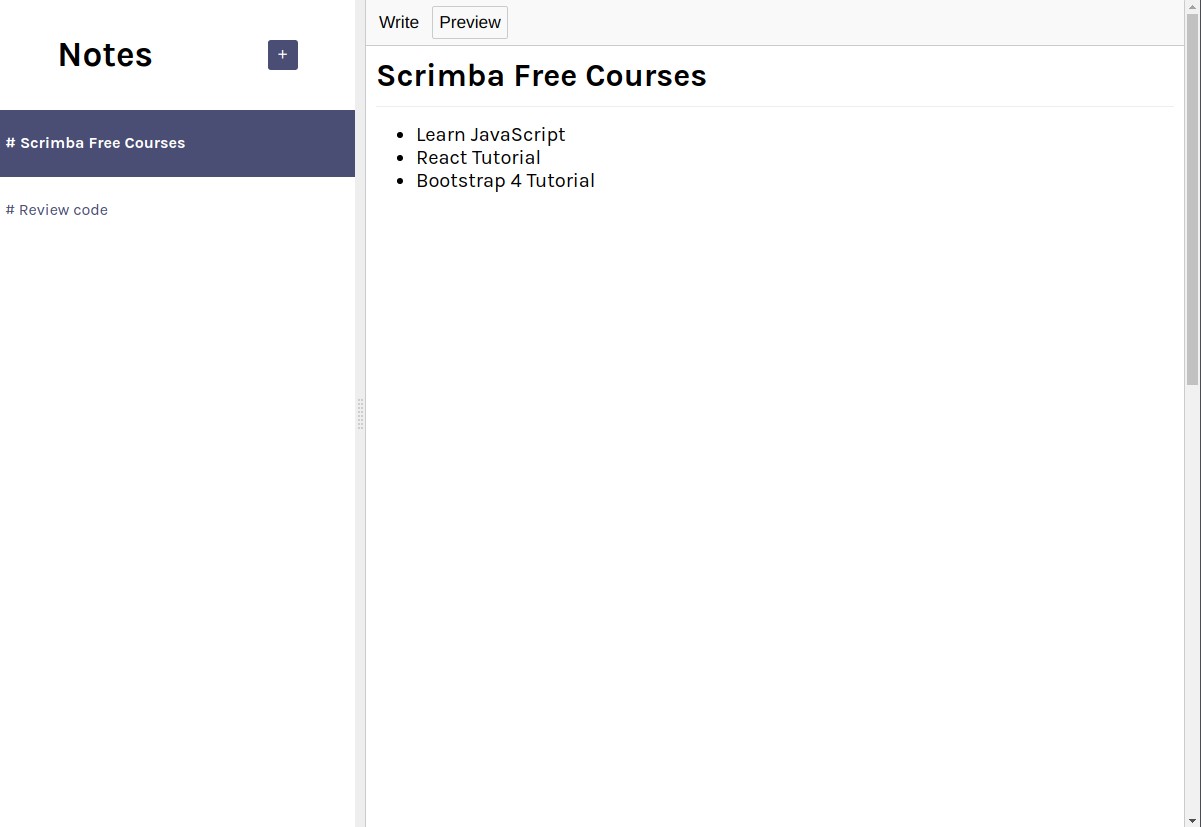 Notes
+
# Scrimba Free Courses
# Review code
Write Preview
Scrimba Free Courses
• Learn JavaScript
• React Tutorial
• Bootstrap 4 Tutorial